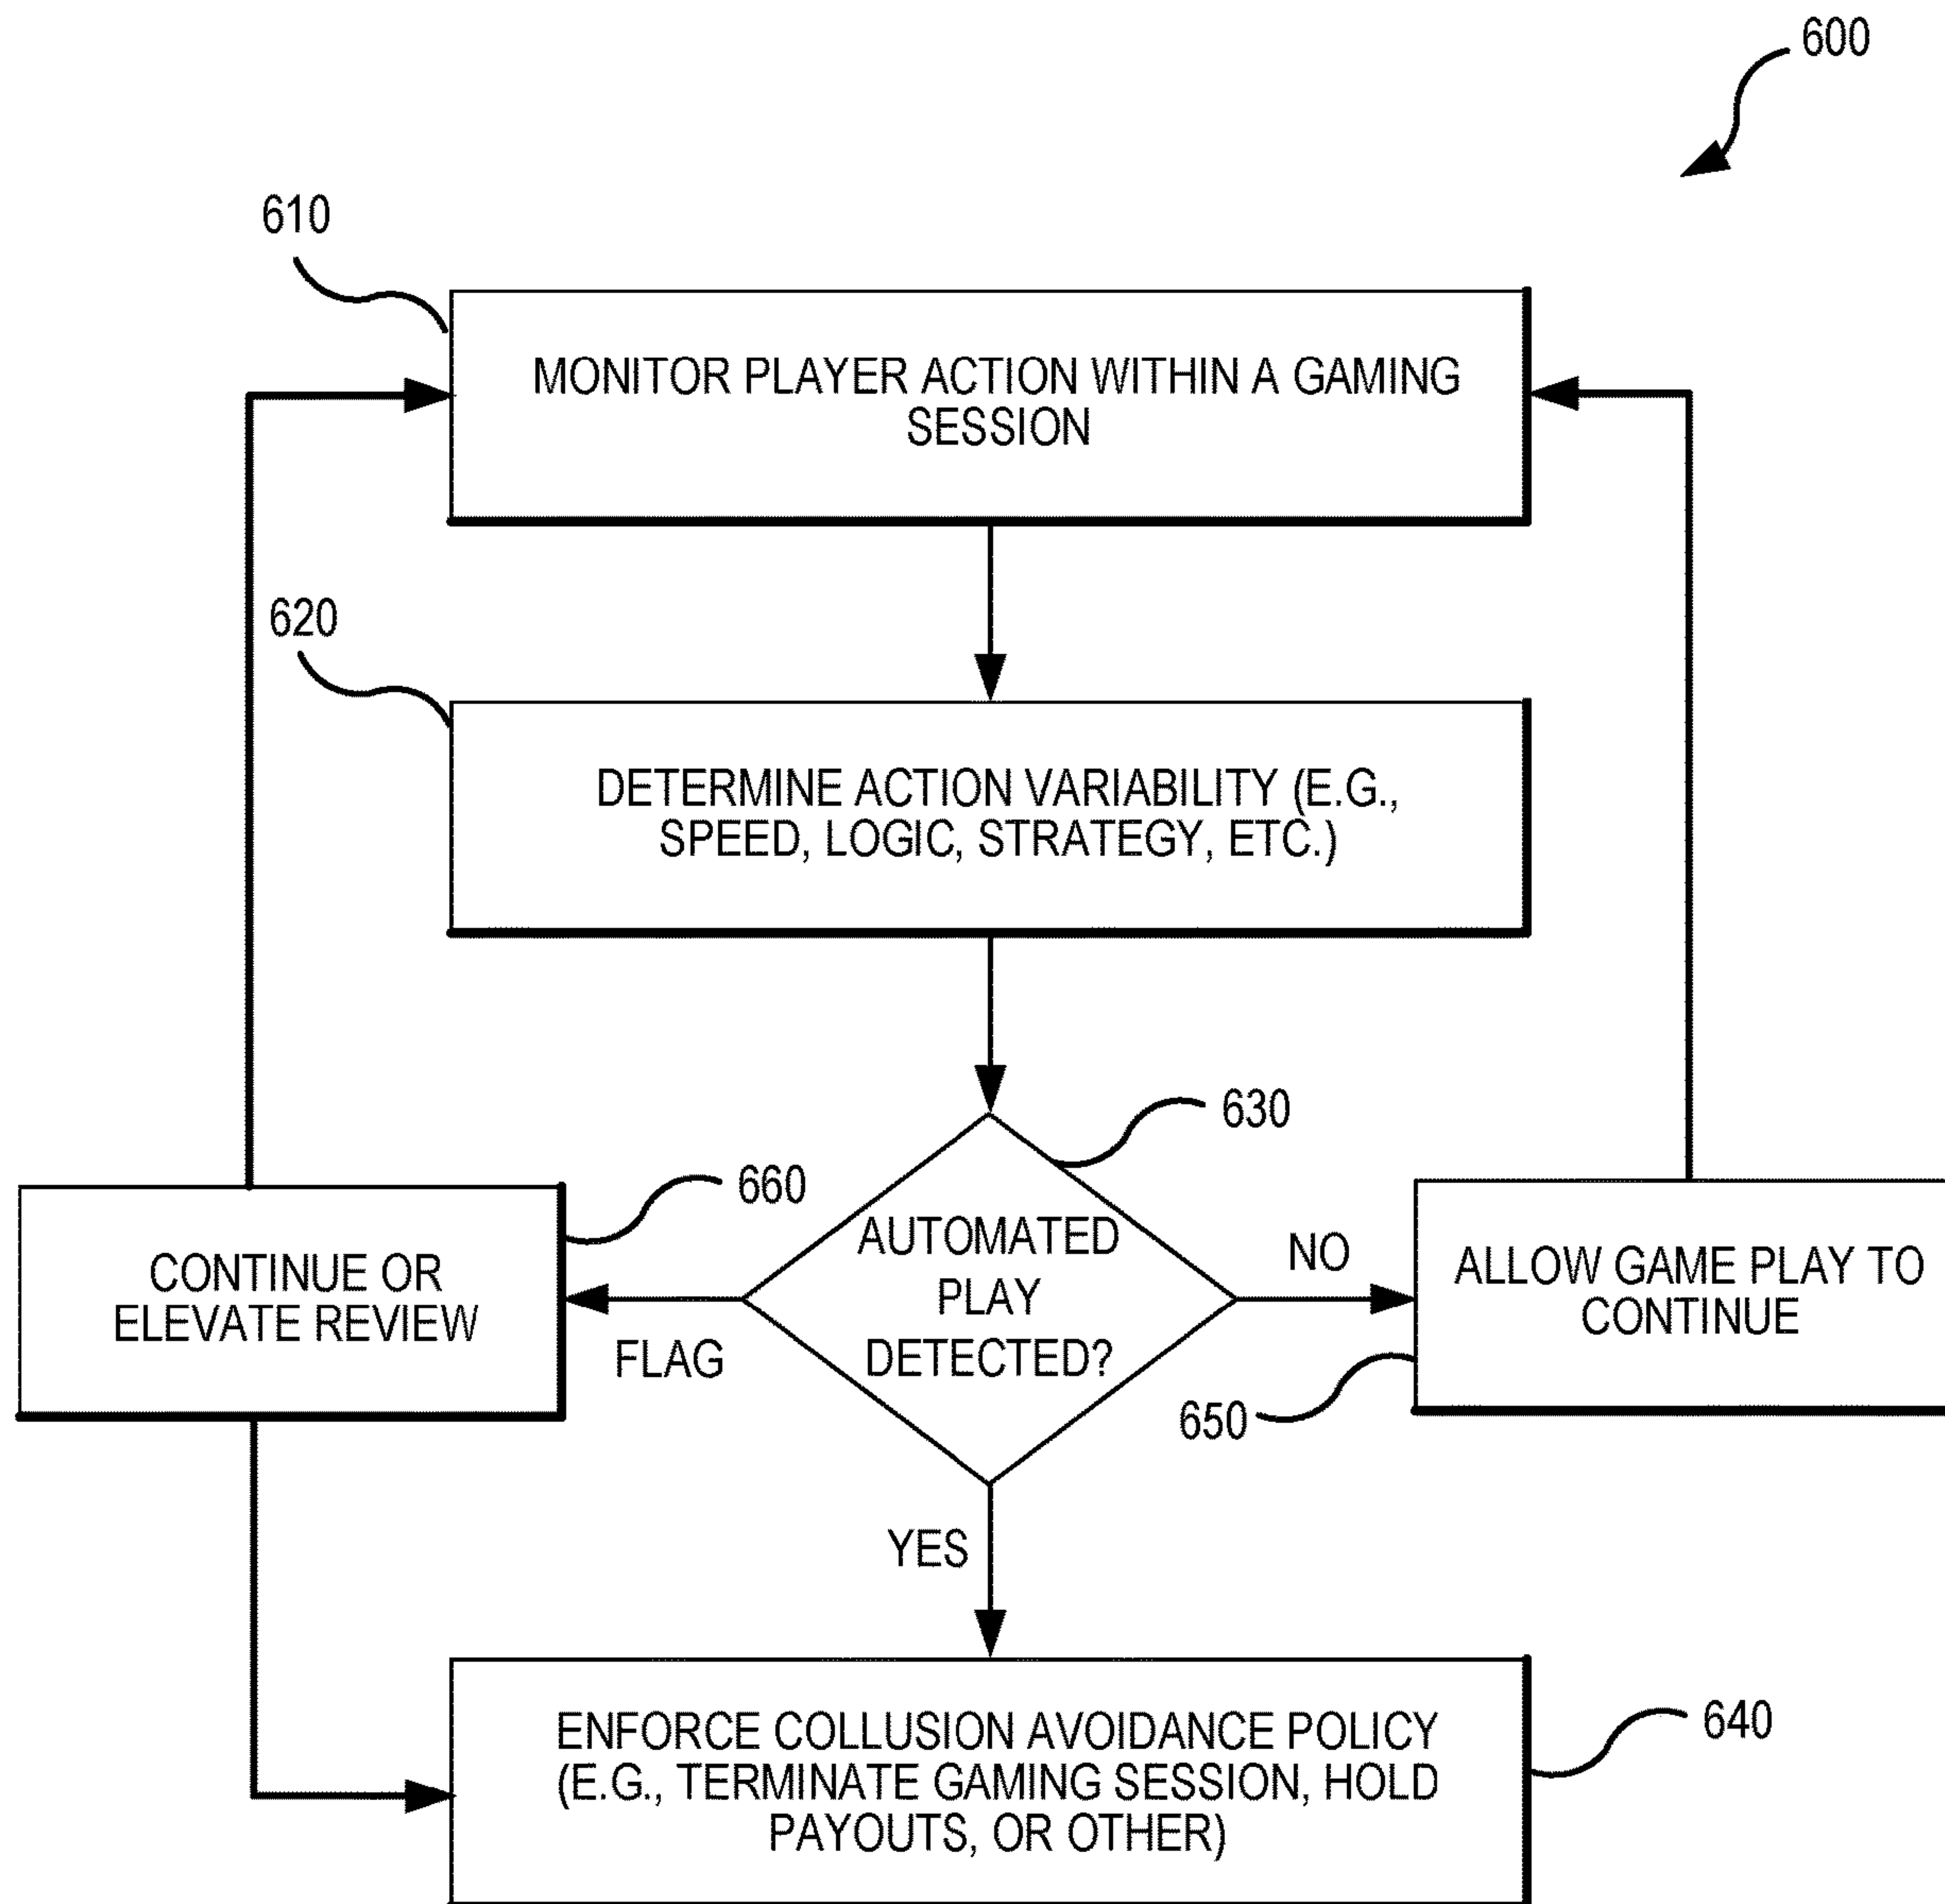 600
610
MONITOR PLAYER ACTION WITHIN A GAMING
SESSION
620
DETERMINE ACTION VARIABILITY (E.G.,
SPEED, LOGIC, STRATEGY, ETC.)
630
660
AUTOMATED
PLAY
DETECTED?
CONTINUE OR
ELEVATE REVIEW
FLAG
NO
ALLOW GAME PLAY TO
CONTINUE
650
YES
ENFORCE COLLUSION AVOIDANCE POLICY
(E.G., TERMINATE GAMING SESSION, HOLD
PAYOUTS, OR OTHER)
640